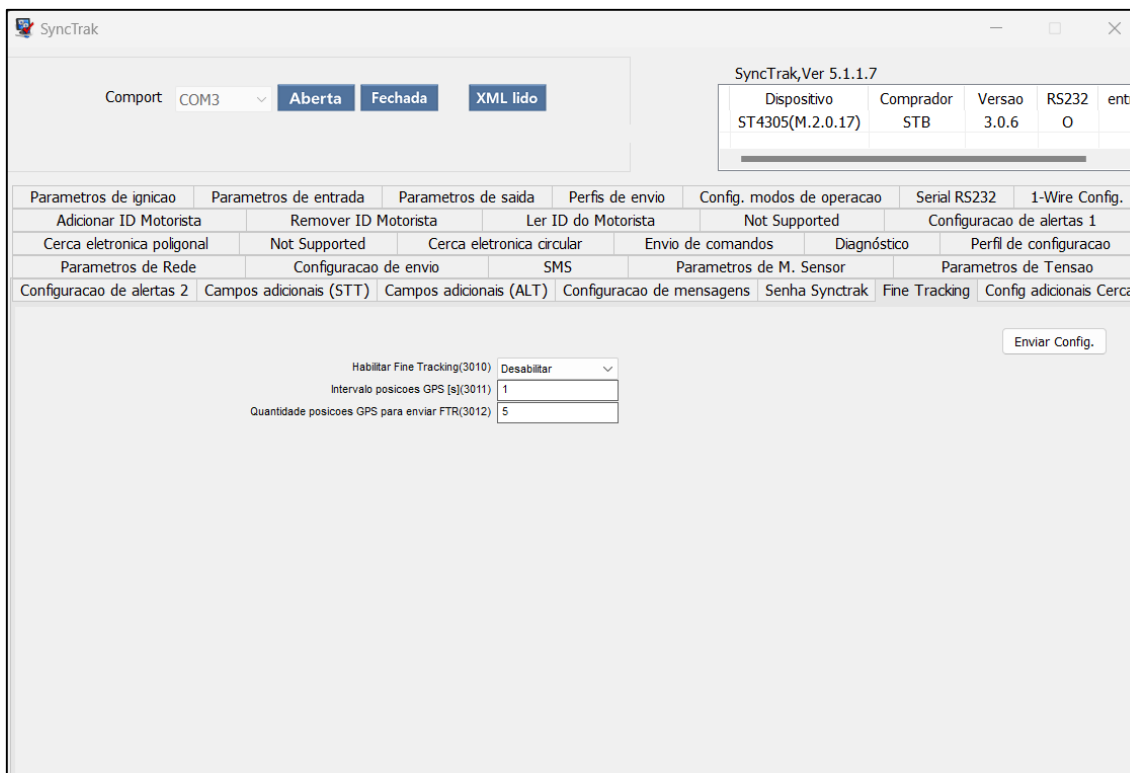 SyncTrak
SyncTrak,Ver 5.1.1.7
Comport COM3 Aberta Fechada XML lido
Dispositivo Comprador Versao RS232 entr
ST4305(M.2.0.17) STB 3.0.6 O
Parametros de ignicao Parametros de entrada Parametros de saida Perfis de envio Config. modos de operacao Serial RS232 1-Wire Config.
Adicionar ID Motorista Remover ID Motorista Ler ID do Motorista Not Supported Configuracao de alertas 1
Cerca eletronica poligonal Not Supported Cerca eletronica circular Envio de comandos Diagnóstico Perfil de configuracao
Parametros de Rede Configuracao de envio SMS Parametros de M. Sensor Parametros de Tensao
Configuracao de alertas 2 Campos adicionais (STT) Campos adicionais (ALT) Configuracao de mensagens Senha Synctrak Fine Tracking Config adicionais Cerca
Enviar Config.
Habilitar Fine Tracking(3010) Desabilitar
Intervalo posicoes GPS [s](3011) 1
Quantidade posicoes GPS para enviar FTR(3012) 5